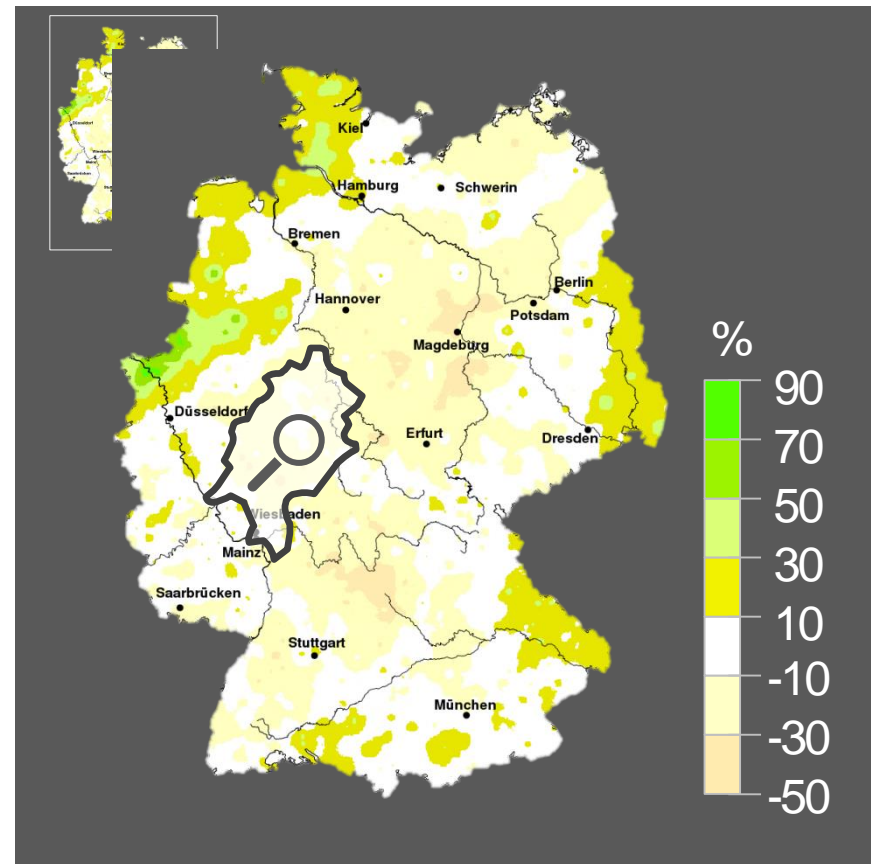 Kiel
Hamburg
Schwerin
Bremen
Berlin
Hannover
Potsdam
Magdeburg
%
90
Düsseldorf
Erfurt
Dresden
70
50
Wiesbaden
Mainz
30
Saarbrücken
10
Stuttgart
-10
München
-30
-50